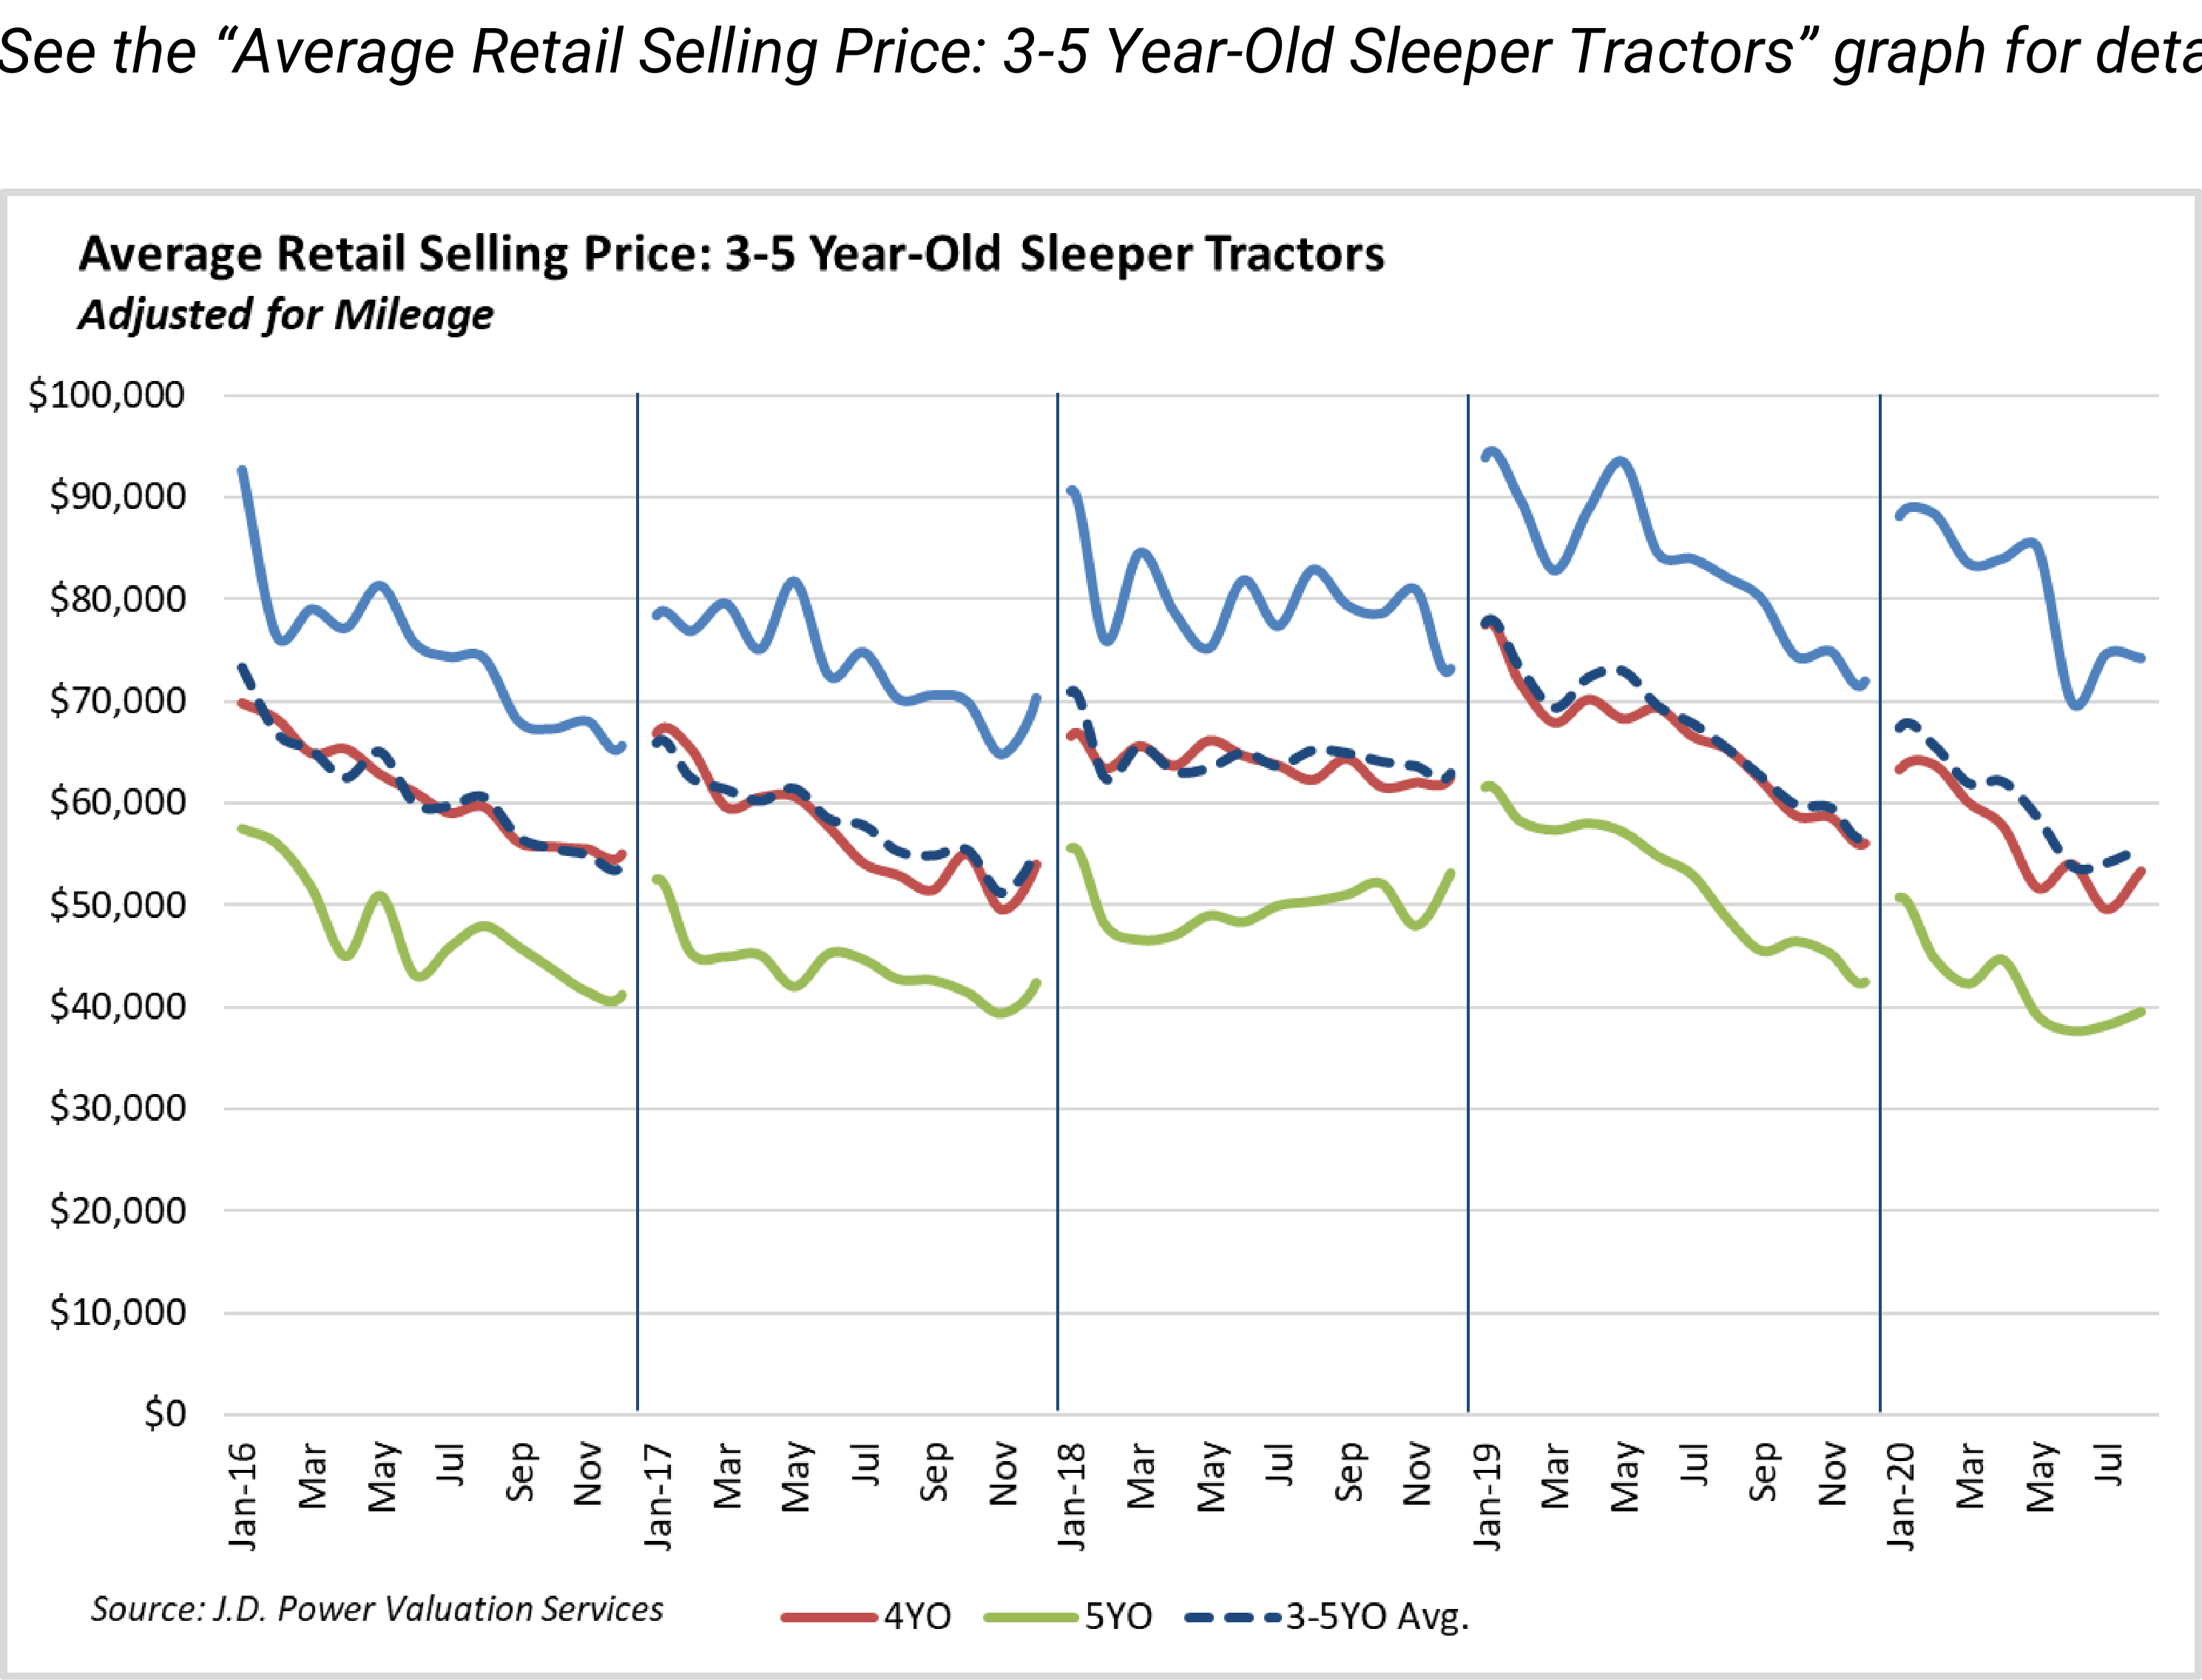 See the “Average Retail Selling Price: 3-5 Year-Old Sleeper Tractors” graph for
Average Retail Selling Price: 3-5 Year-Old Sleeper Tractors
Adjusted for Mileage
$100,000
$90,000
$80,000
$70,000
$60,000
$50,000
$40,000
$30,000
$20,000
$10,000
$0
Jan-16 Mar May Jul Sep Nov Jan-17 Mar May Jul Sep Nov Jan-18 Mar May Jul Sep Nov Jan-19 Mar May Jul Sep Nov Jan-20 Mar May Jul
Source: J.D. Power Valuation Services 4YO 5YO 3-5YO Avg.